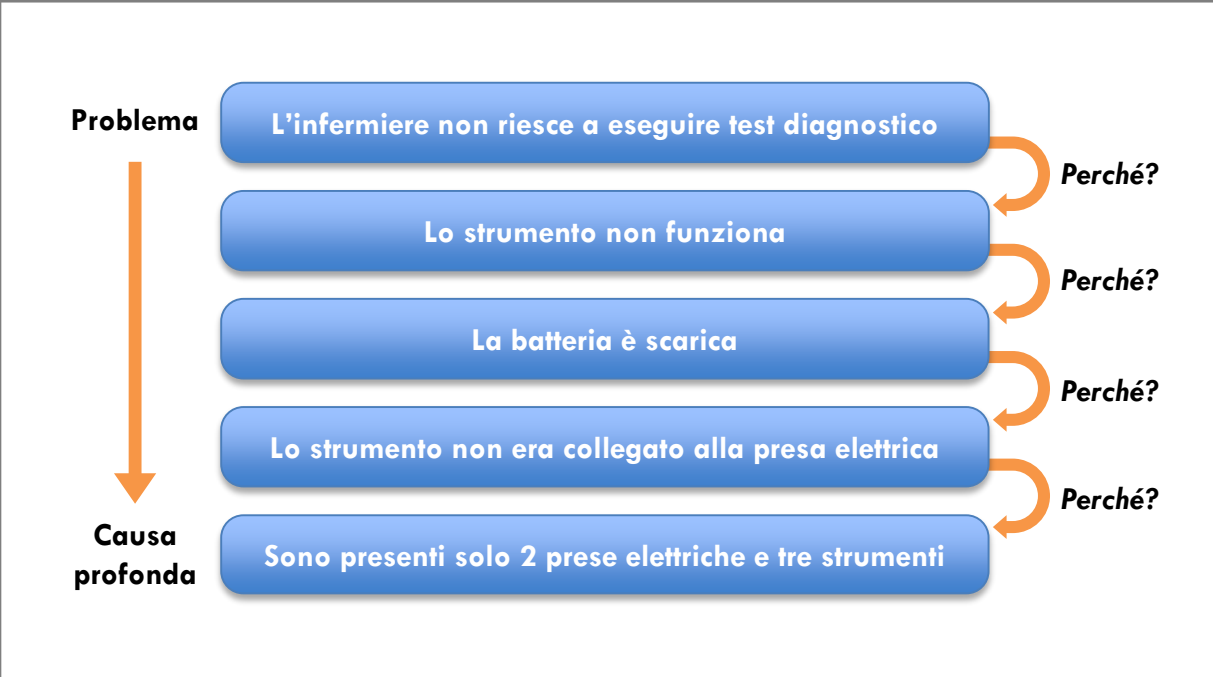 Problema
L'infermiere non riesce a eseguire test diagnostico
Perché?
Lo strumento non funziona
Perché?
La batteria è scarica
Perché?
Lo strumento non era collegato alla presa elettrica
Perché?
Causa
profonda
Sono presenti solo 2 prese elettriche e tre strumenti